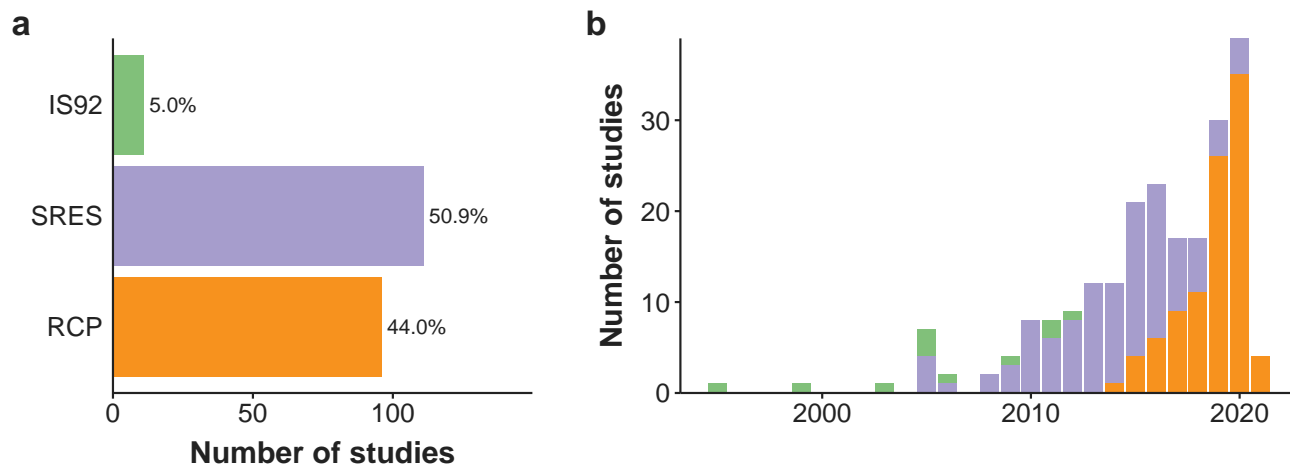 a
IS92
5.0%
SRES
50.9%
RCP
44.0%
0 50 100
Number of studies
b
Number of studies
30
20
10
0
2000 2010 2020